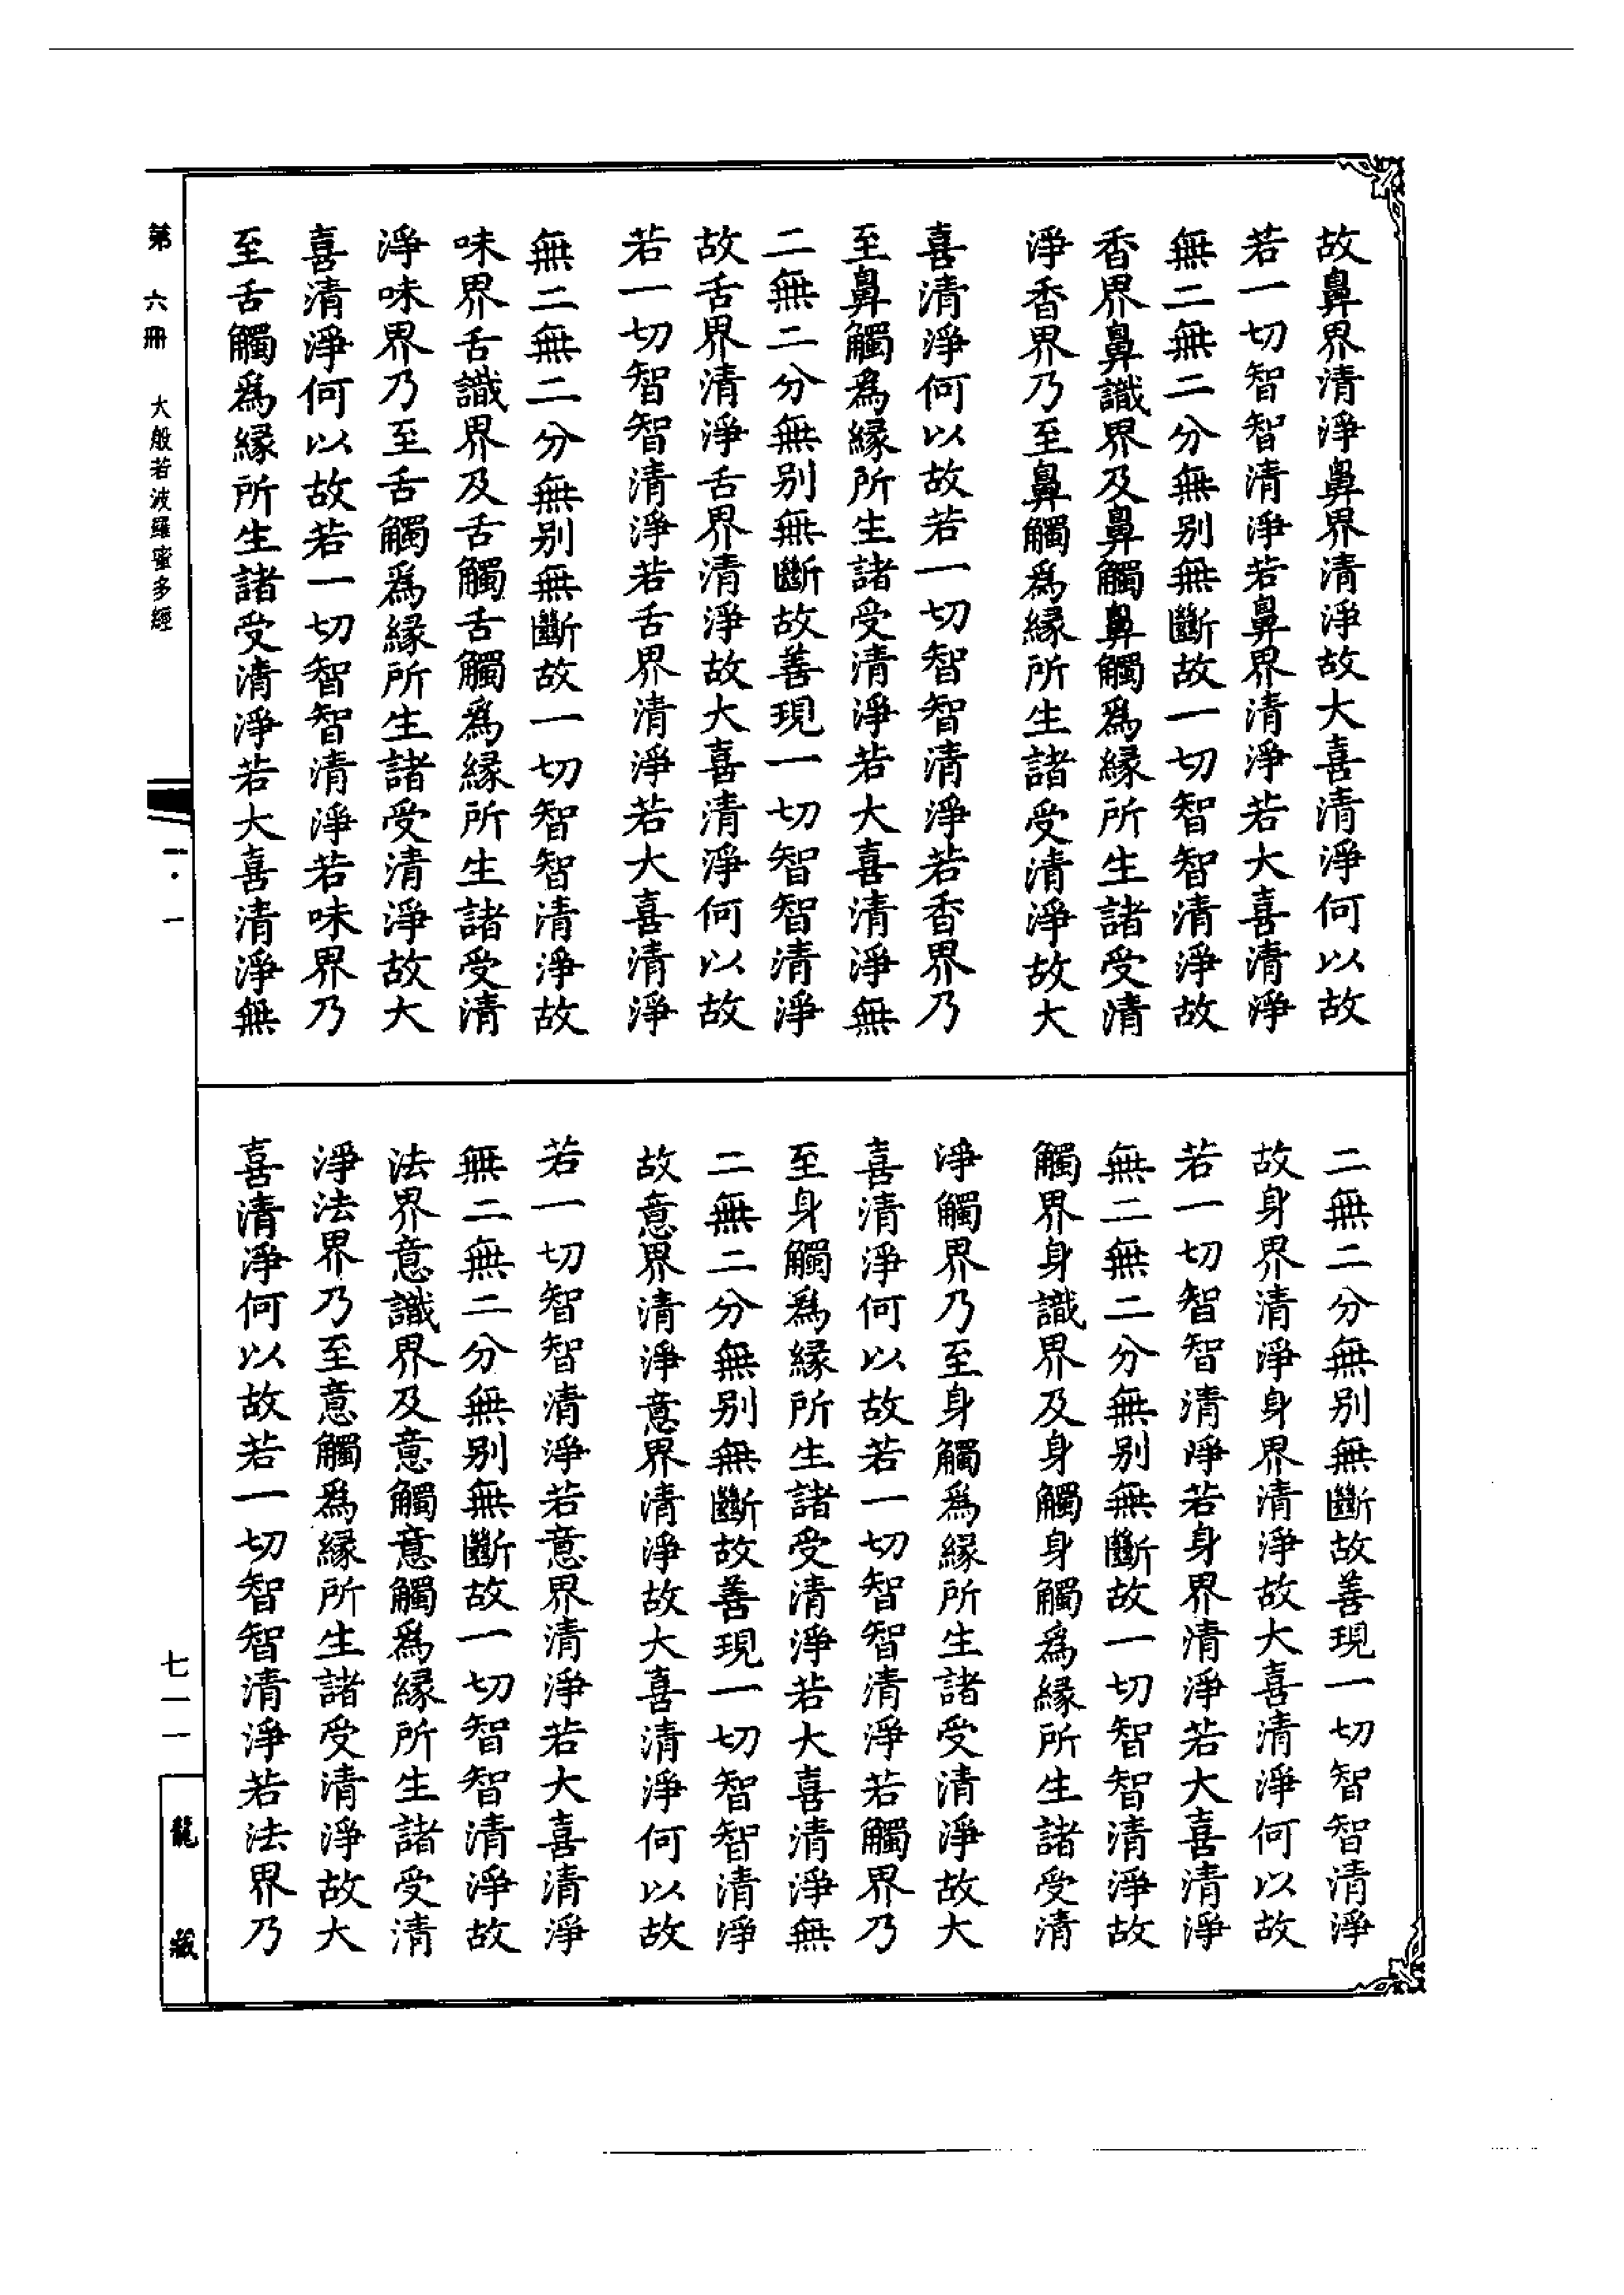 故鼻界清淨鼻界清淨故大喜清淨何以故
若一切智智清淨若鼻界清淨若大喜清淨
無二無二分無别無斷故一切智智清淨故
香界鼻識界及鼻觸鼻觸爲緣所生諸受清
淨香界乃至鼻觸爲緣所生諸受清淨故大
喜清淨何以故若一切智智清淨若香界乃
至鼻觸爲緣所生諸受清淨若大喜清淨無
二無二分無别無斷故善現一切智智清淨
故舌界清淨舌界清淨故大喜清淨何以故
若一切智智清淨若舌界清淨若大喜清淨
無二無二分無别無斷故一切智智清淨故
味界舌識界及舌觸舌觸爲緣所生諸受清
淨味界乃至舌觸爲緣所生諸受清淨故大
喜清淨何以故若一切智智清淨若味界乃
至舌觸爲緣所生諸受清淨若大喜清淨無
二無二分無别無斷故善現一切智智清淨
故身界清淨身界清淨故大喜清淨何以故
若一切智智清淨若身界清淨若大喜清淨
無二無二分無别無斷故一切智智清淨故
觸界身識界及身觸身觸爲緣所生諸受清
淨觸界乃至身觸爲緣所生諸受清淨故大
喜清淨何以故若一切智智清淨若觸界乃
至身觸爲緣所生諸受清淨若大喜清淨無
二無二分無别無斷故善現一切智智清淨
故意界清淨意界清淨故大喜清淨何以故
若一切智智清淨若意界清淨若大喜清淨
無二無二分無别無斷故一切智智清淨故
法界意識界及意觸意觸爲緣所生諸受清
淨法界乃至意觸爲緣所生諸受清淨故大
喜清淨何以故若一切智智清淨若法界乃
第六冊 大般若波羅蜜多經
一·一
七一一
龍藏